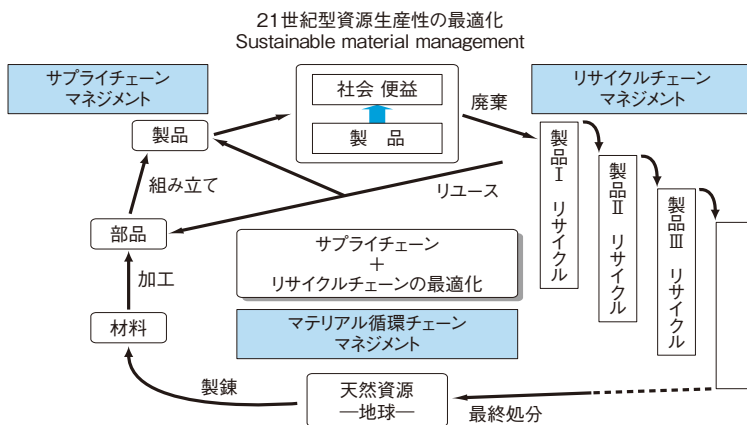 21世紀型資源生産性の最適化
Sustainable material management
サプライチェーン
マネジメント
リサイクルチェーン
マネジメント
社会 便益
製 品
廃棄
製品
組み立て
部品
加工
材料
製錬
リユース
製品Ⅰ リサイクル
製品Ⅱ リサイクル
製品Ⅲ リサイクル
サプライチェーン
＋
リサイクルチェーンの最適化
マテリアル循環チェーン
マネジメント
天然資源
―地球―
最終処分